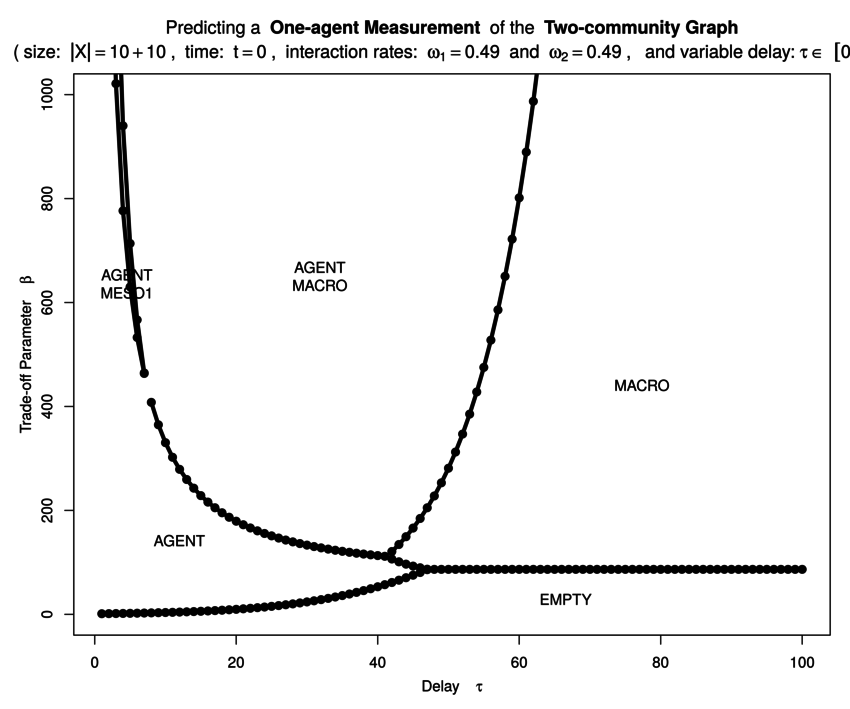 Predicting a One-agent Measurement of the Two-community Graph
( size: |X| = 10 + 10 , time: t = 0 , interaction rates: ω₁ = 0.49 and ω₂ = 0.49 , and variable delay: τ ∈ [0
1000
800
600
400
200
0
Trade-off Parameter β
AGENT
MESO1
AGENT
MACRO
MACRO
AGENT
EMPTY
0 20 40 60 80 100
Delay τ